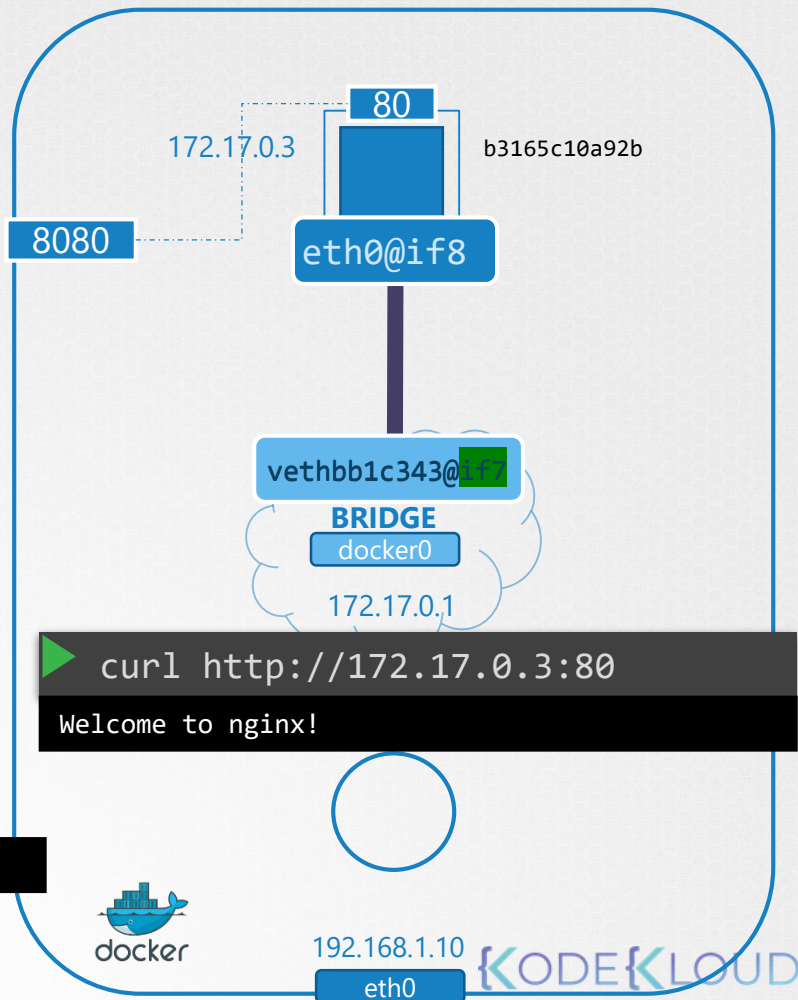 80
172.17.0.3
b3165c10a92b
8080
eth0@if8
vethbb1c343@if7
BRIDGE
docker0
172.17.0.1
curl http://172.17.0.3:80
Welcome to nginx!
docker
192.168.1.10
KODEKLOUD
eth0